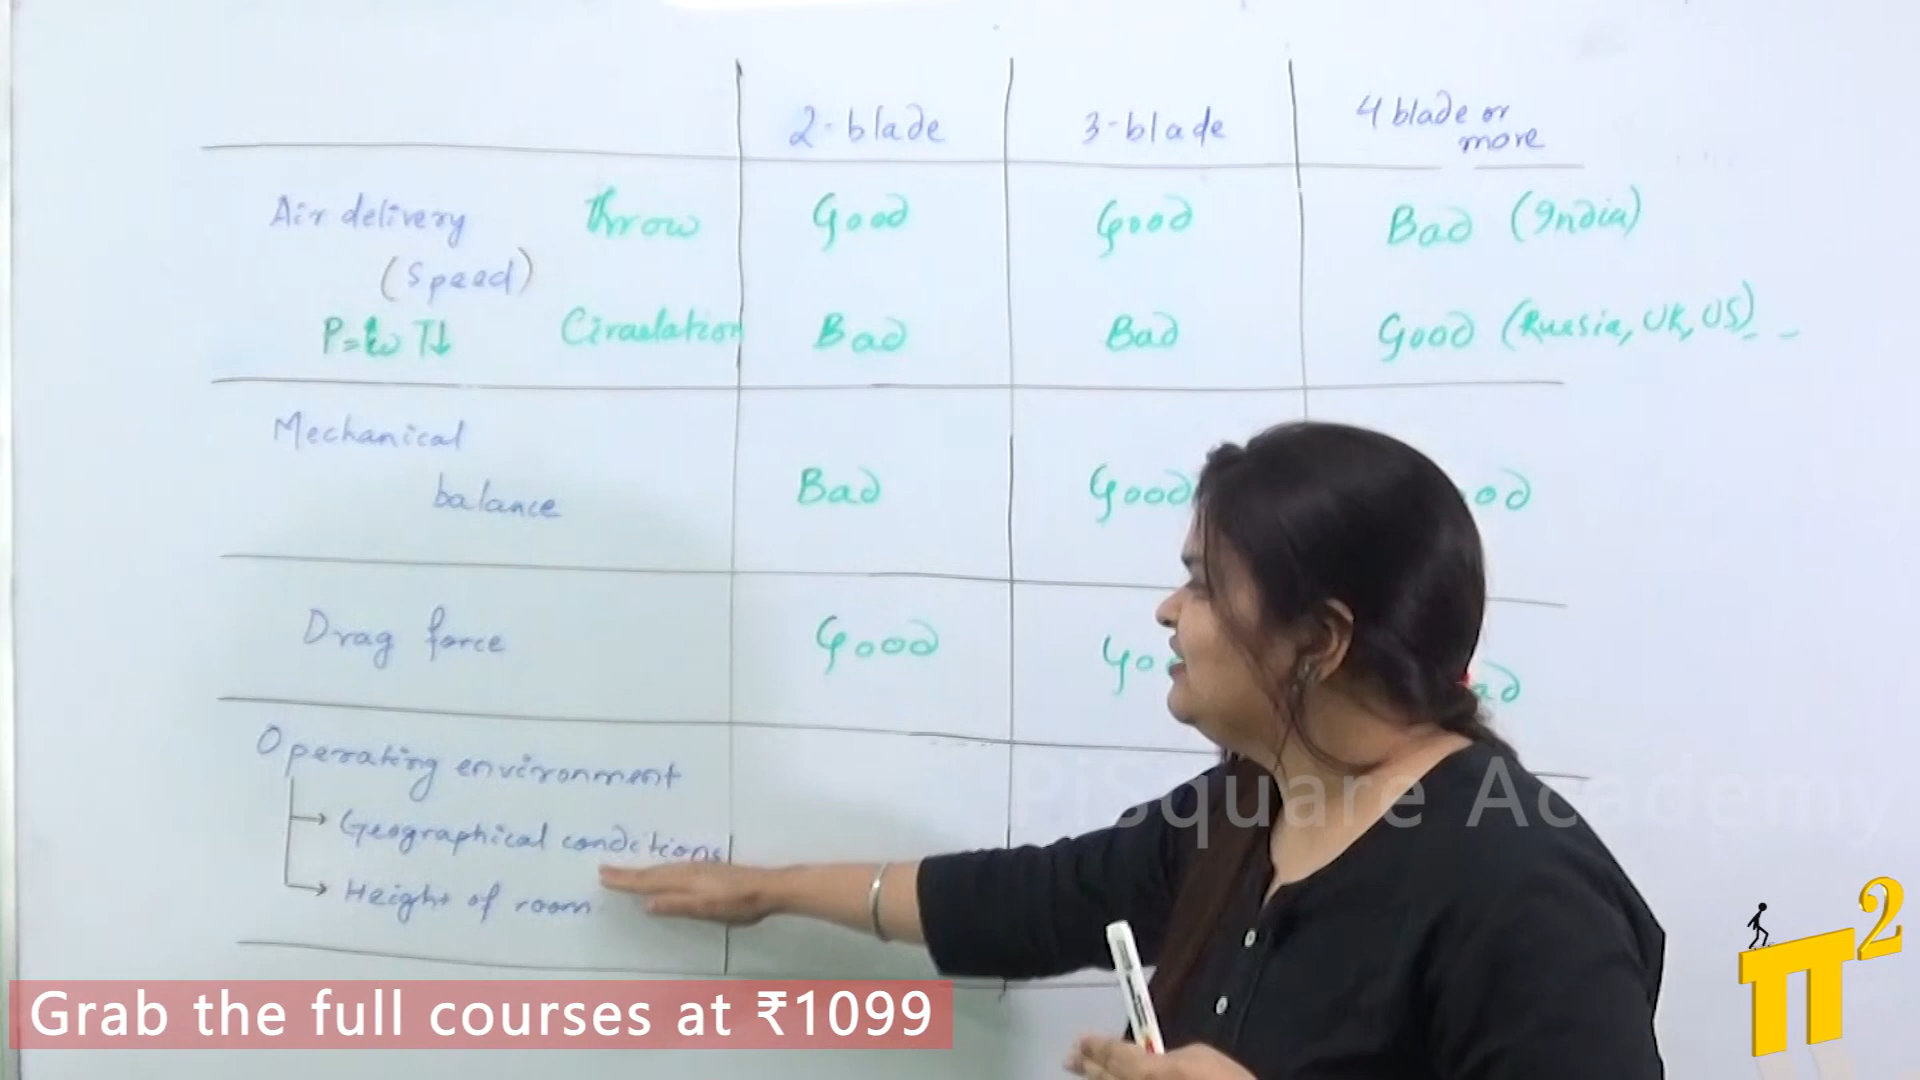 2-blade 3-blade 4 blade or
more
Air delivery Throw Good Good Bad (India)
(Speed)
P= ω T↓ Circulation Bad Bad Good (Russia, UK, US)
Mechanical
balance Bad Good
Drag force Good
Operating environment
→ Geographical conditions
→ Height of room
PiSquare Academy
Grab the full courses at ₹1099
π2